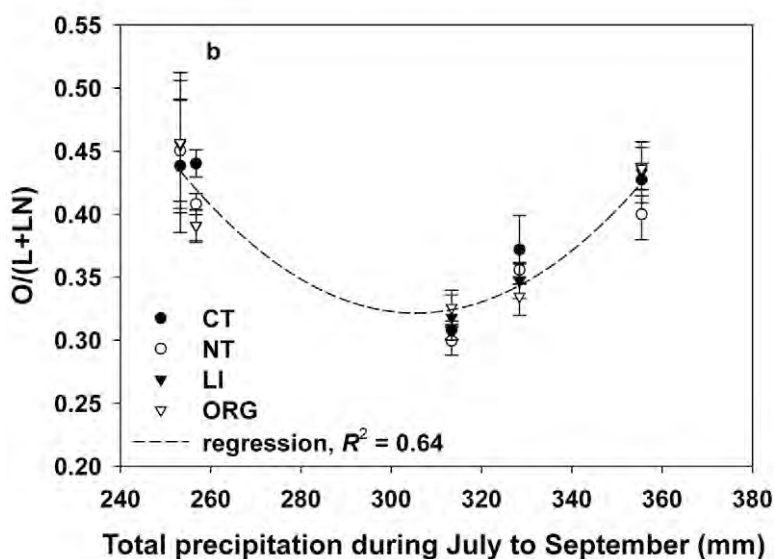 b
0.55
0.50
0.45
0.40
0.35
0.30
0.25
0.20
O/(L+LN)
CT
NT
LI
ORG
regression, R² = 0.64
240 260 280 300 320 340 360 380
Total precipitation during July to September (mm)